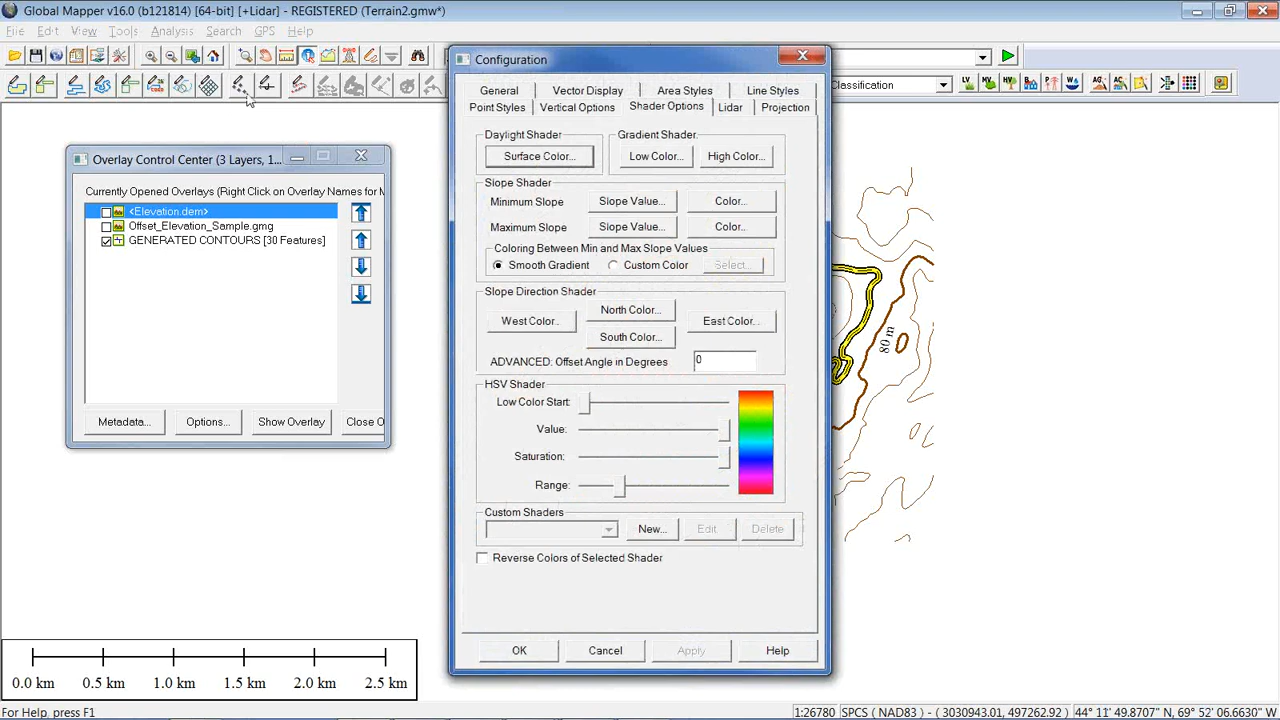 Global Mapper v16.0 (b121814) [64-bit] [+Lidar] - REGISTERED (Terrain2.gmw*)
File Edit View Tools Analysis Search GPS Help
Classification
Configuration
General Vector Display Area Styles Line Styles
Point Styles Vertical Options Shader Options Lidar Projection
Daylight Shader
Surface Color...
Gradient Shader
Low Color... High Color...
Slope Shader
Minimum Slope Slope Value... Color...
Maximum Slope Slope Value... Color...
Coloring Between Min and Max Slope Values
Smooth Gradient Custom Color Select...
Slope Direction Shader
North Color...
West Color... East Color...
South Color...
ADVANCED: Offset Angle in Degrees 0
HSV Shader
Low Color Start:
Value:
Saturation:
Range:
Custom Shaders
New... Edit Delete
Reverse Colors of Selected Shader
OK Cancel Apply Help
Overlay Control Center (3 Layers, 1...
Currently Opened Overlays (Right Click on Overlay Names for M
<Elevation.dem>
Offset_Elevation_Sample.gmg
GENERATED CONTOURS [30 Features]
Metadata... Options... Show Overlay Close O
80 m
0.0 km 0.5 km 1.0 km 1.5 km 2.0 km 2.5 km
For Help, press F1
1:26780 SPCS (NAD83) - ( 3030943.01, 497262.92 ) 44° 11' 49.8707" N, 69° 52' 06.6630" W